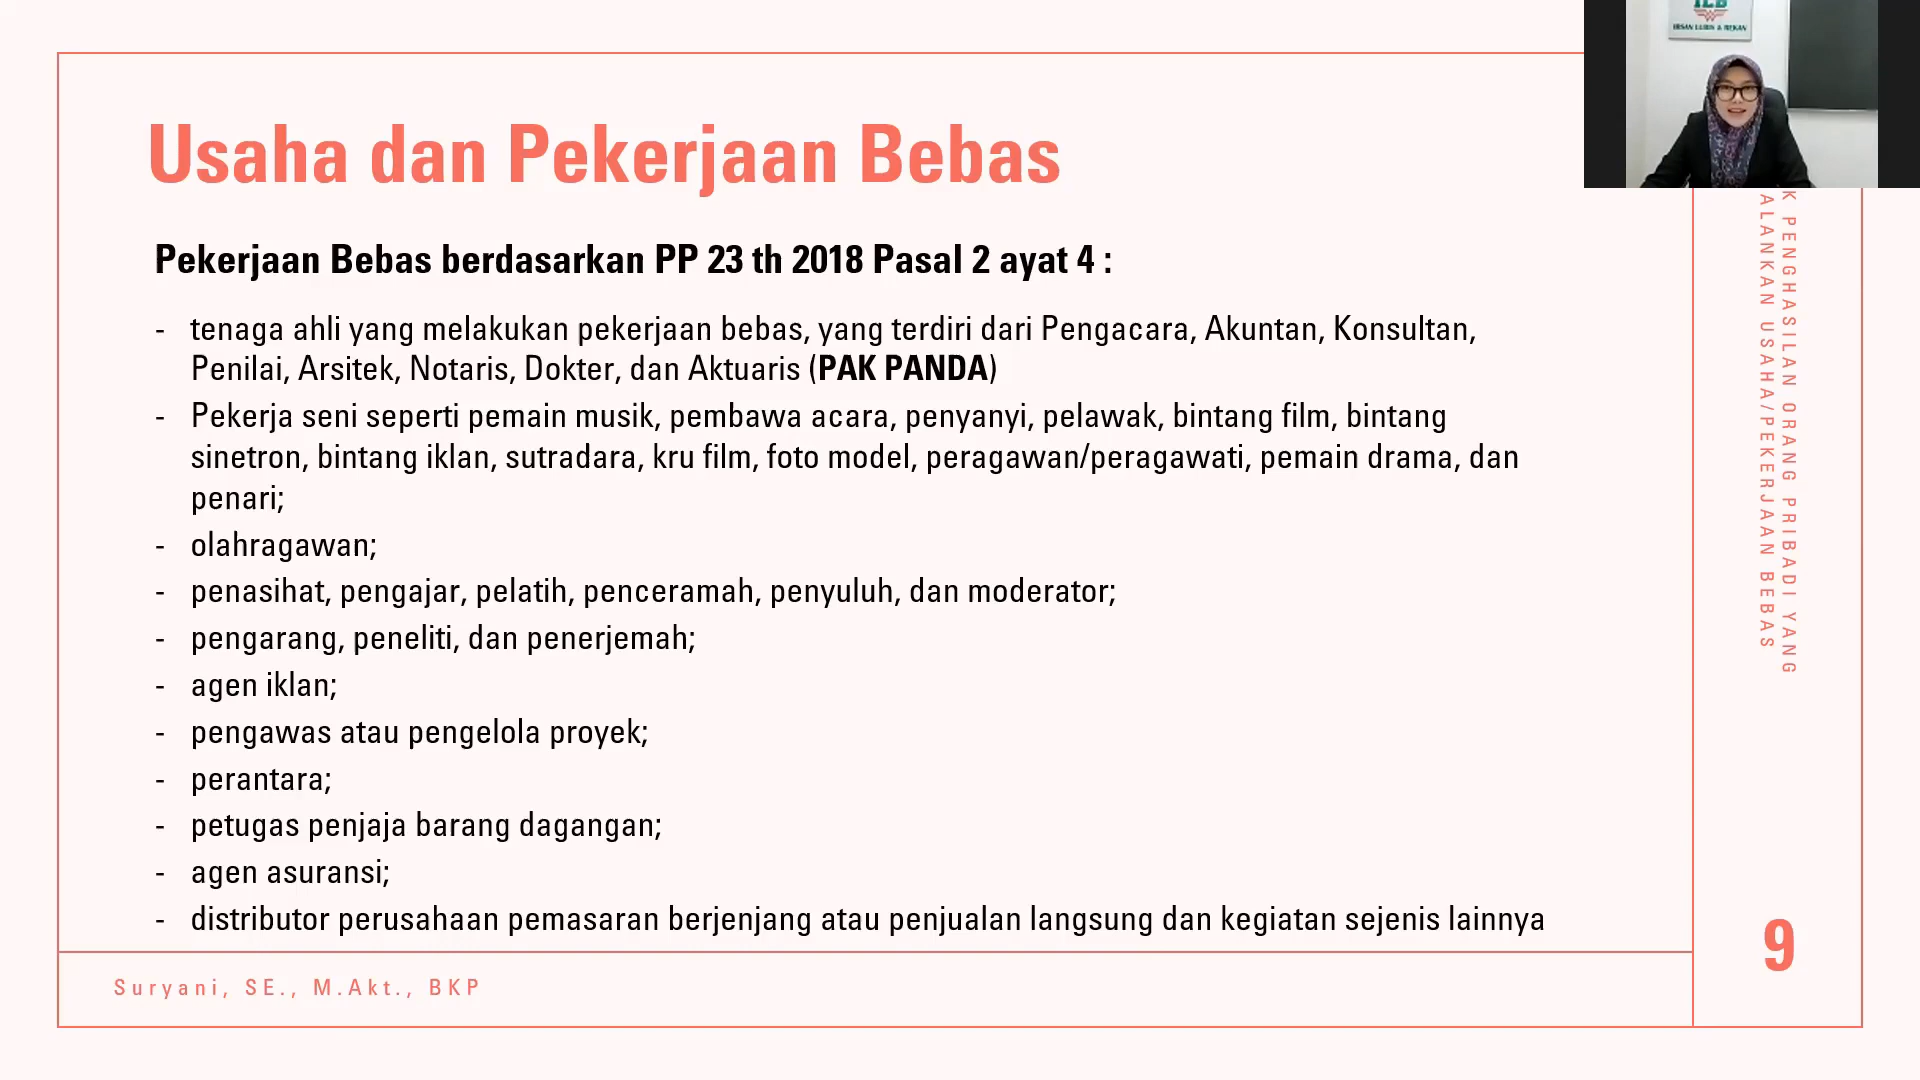 Usaha dan Pekerjaan Bebas
Pekerjaan Bebas berdasarkan PP 23 th 2018 Pasal 2 ayat 4 :
- tenaga ahli yang melakukan pekerjaan bebas, yang terdiri dari Pengacara, Akuntan, Konsultan,
Penilai, Arsitek, Notaris, Dokter, dan Aktuaris (PAK PANDA)
- Pekerja seni seperti pemain musik, pembawa acara, penyanyi, pelawak, bintang film, bintang
sinetron, bintang iklan, sutradara, kru film, foto model, peragawan/peragawati, pemain drama, dan
penari;
- olahragawan;
- penasihat, pengajar, pelatih, penceramah, penyuluh, dan moderator;
- pengarang, peneliti, dan penerjemah;
- agen iklan;
- pengawas atau pengelola proyek;
- perantara;
- petugas penjaja barang dagangan;
- agen asuransi;
- distributor perusahaan pemasaran berjenjang atau penjualan langsung dan kegiatan sejenis lainnya
Suryani, SE., M.Akt., BKP
K PENGHASILAN ORANG PRIBADI YANG
ALANKAN USAHA/PEKERJAAN BEBAS
9